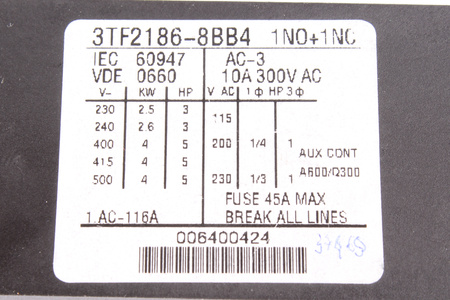 3TF2186-8BB4 1NO+1NC
IEC 60947 AC-3
VDE 0660 10A 300V AC
V~ KW HP V AC 1Φ HP 3Φ
230 2.5 3
115
240 2.6 3
400 4 5 200 1/4 1
AUX CONT
415 4 5
A600/Q300
500 4 5 230 1/3 1
FUSE 45A MAX
1.AC-116A BREAK ALL LINES
006400424